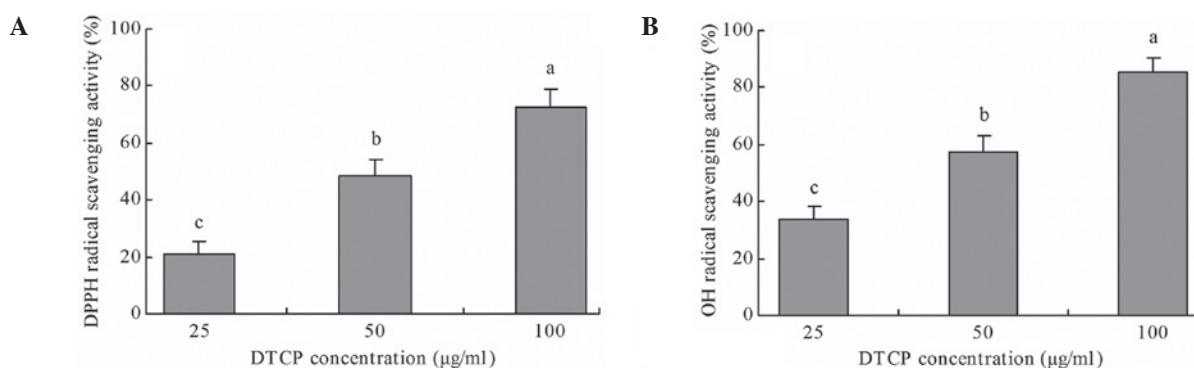 A
DPPH radical scavenging activity (%)
100
80
60
40
20
0
c
b
a
25
50
100
DTCP concentration (µg/ml)
B
OH radical scavenging activity (%)
100
80
60
40
20
0
c
b
a
25
50
100
DTCP concentration (µg/ml)